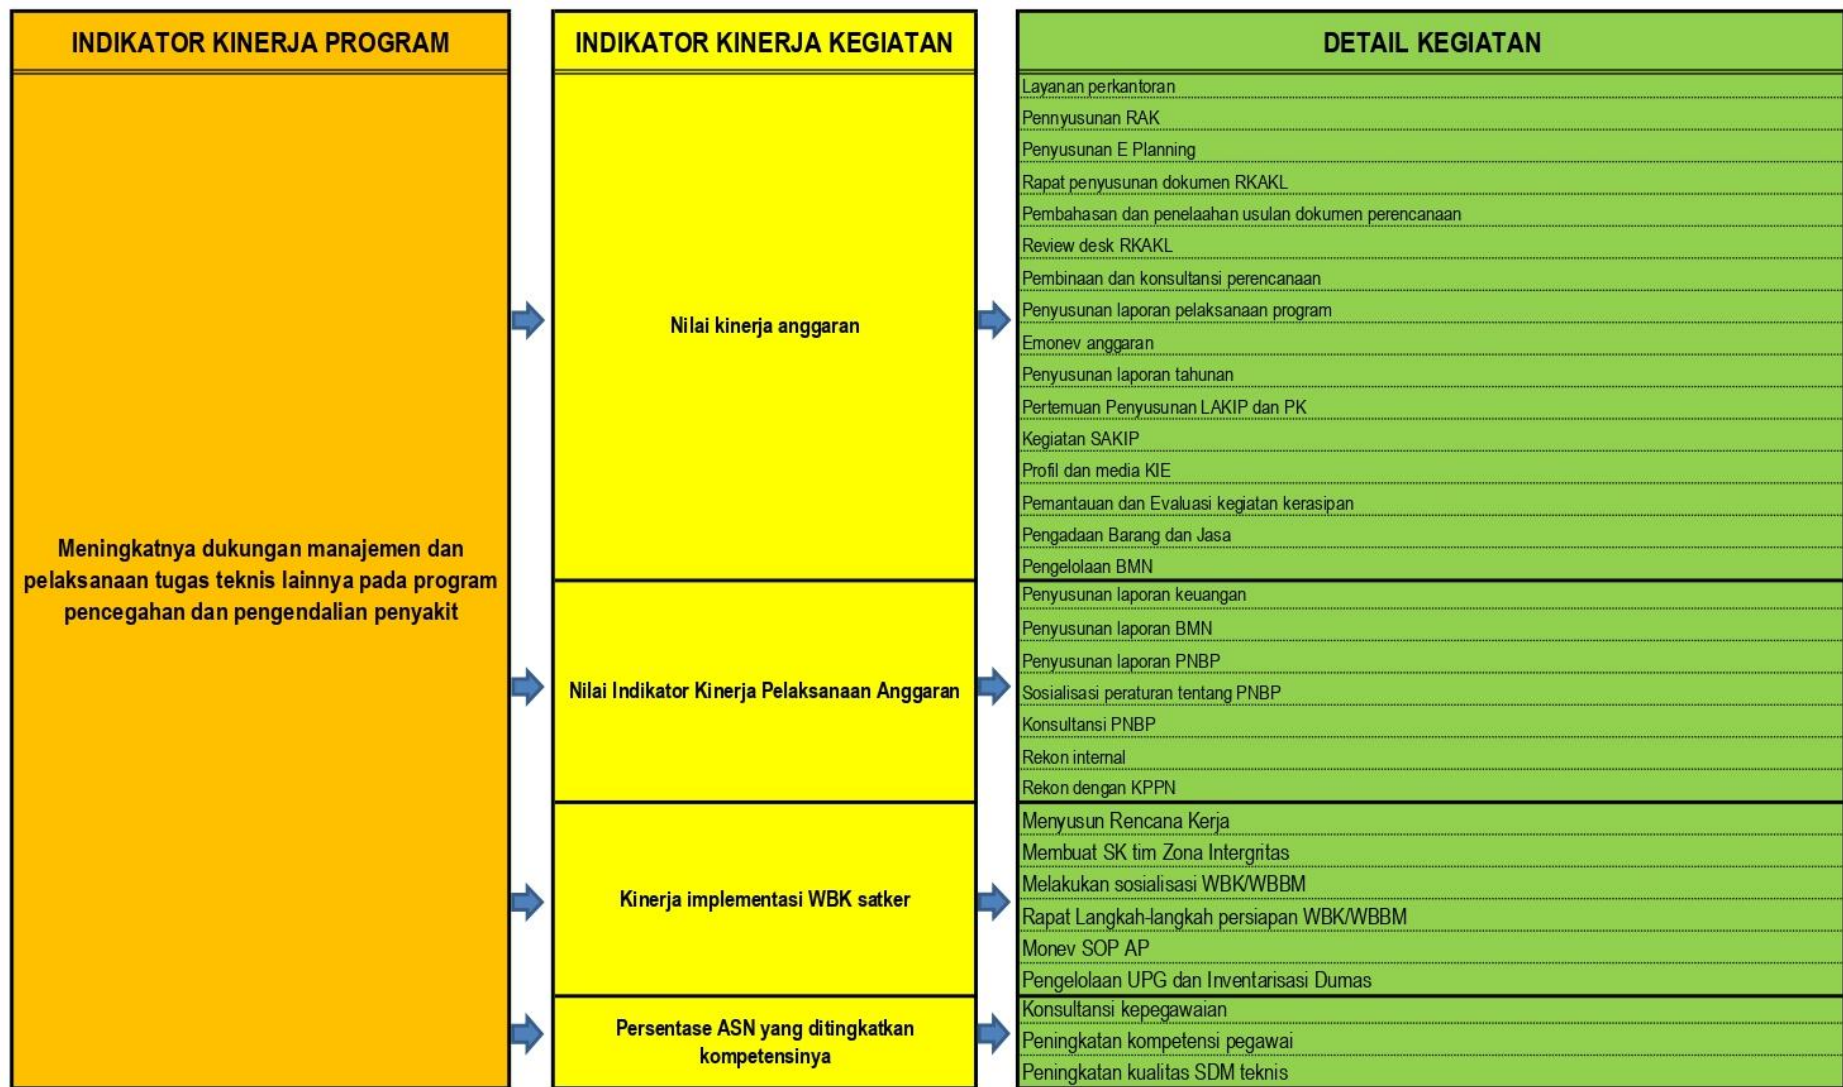 INDIKATOR KINERJA PROGRAM
Meningkatnya dukungan manajemen dan
pelaksanaan tugas teknis lainnya pada program
pencegahan dan pengendalian penyakit
INDIKATOR KINERJA KEGIATAN
Nilai kinerja anggaran
Nilai Indikator Kinerja Pelaksanaan Anggaran
Kinerja implementasi WBK satker
Persentase ASN yang ditingkatkan
kompetensinya
DETAIL KEGIATAN
Layanan perkantoran
Pennyusunan RAK
Penyusunan E Planning
Rapat penyusunan dokumen RKAKL
Pembahasan dan penelaahan usulan dokumen perencanaan
Review desk RKAKL
Pembinaan dan konsultansi perencanaan
Penyusunan laporan pelaksanaan program
Emonev anggaran
Penyusunan laporan tahunan
Pertemuan Penyusunan LAKIP dan PK
Kegiatan SAKIP
Profil dan media KIE
Pemantauan dan Evaluasi kegiatan kerasipan
Pengadaan Barang dan Jasa
Pengelolaan BMN
Penyusunan laporan keuangan
Penyusunan laporan BMN
Penyusunan laporan PNBP
Sosialisasi peraturan tentang PNBP
Konsultansi PNBP
Rekon internal
Rekon dengan KPPN
Menyusun Rencana Kerja
Membuat SK tim Zona Intergritas
Melakukan sosialisasi WBK/WBBM
Rapat Langkah-langkah persiapan WBK/WBBM
Monev SOP AP
Pengelolaan UPG dan Inventarisasi Dumas
Konsultansi kepegawaian
Peningkatan kompetensi pegawai
Peningkatan kualitas SDM teknis